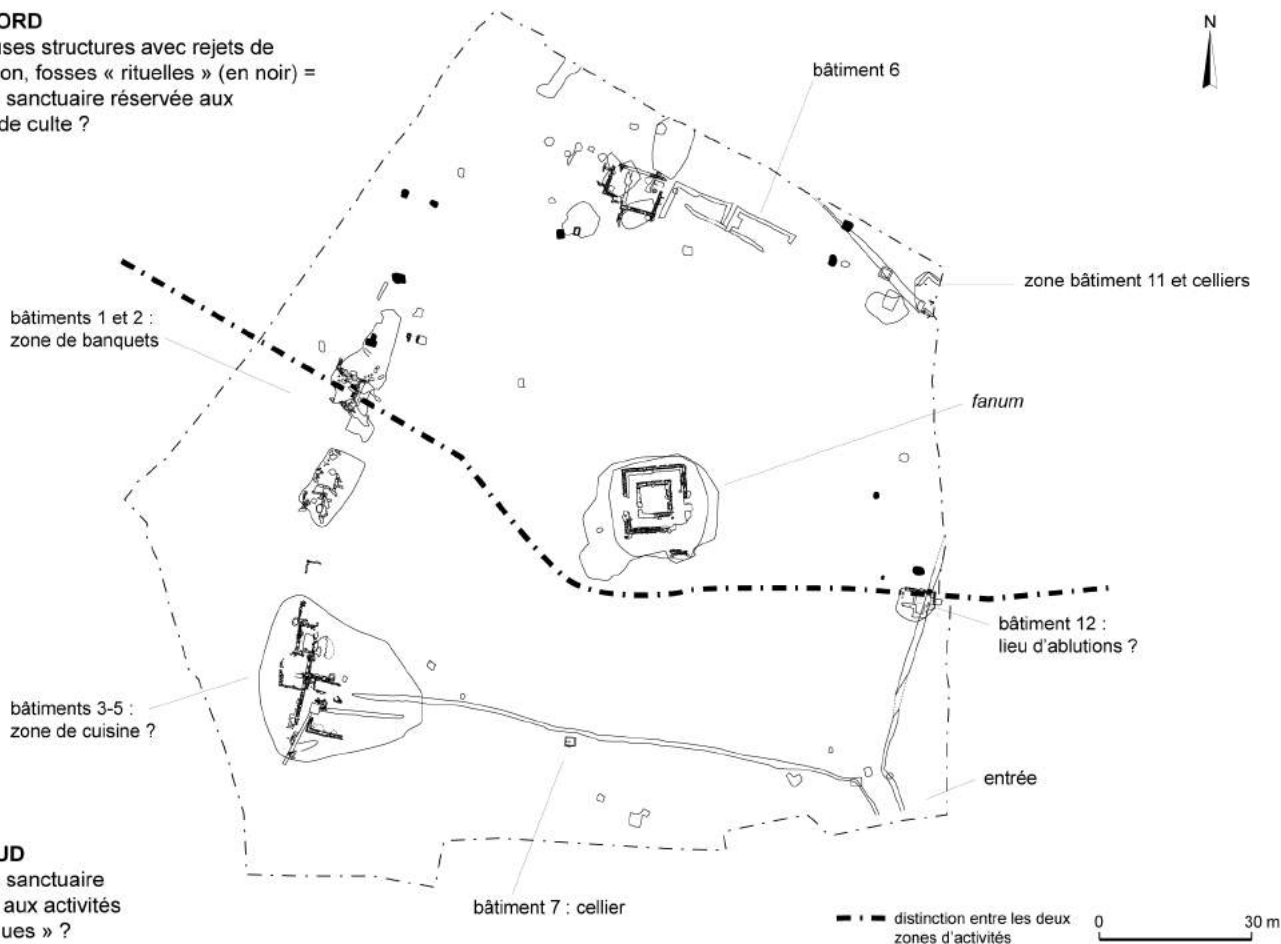 ORD
uses structures avec rejets de
on, fosses « rituelles » (en noir) =
sanctuaire réservée aux
de culte ?
N
bâtiment 6
zone bâtiment 11 et celliers
bâtiments 1 et 2 :
zone de banquets
fanum
bâtiment 12 :
lieu d'ablutions ?
bâtiments 3-5 :
zone de cuisine ?
entrée
UD
sanctuaire
aux activités
ues » ?
bâtiment 7 : cellier
distinction entre les deux
zones d'activités
0 30 m